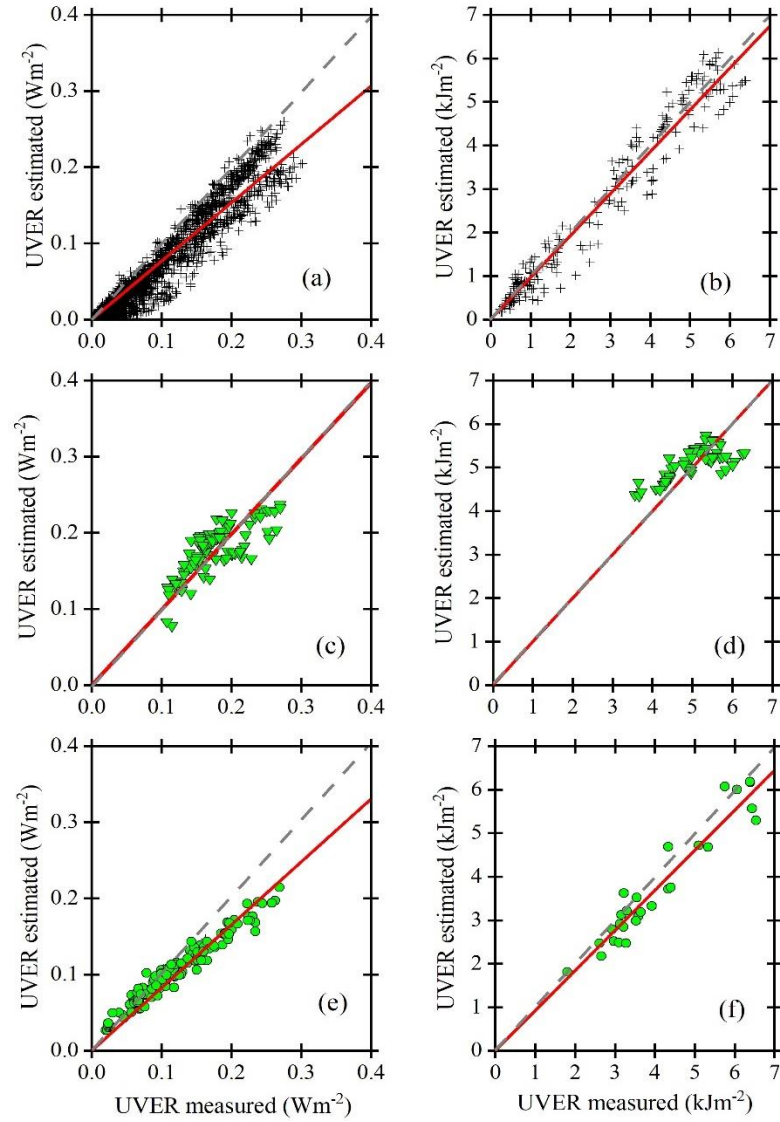 UVER estimated (Wm-2)
0.4
0.3
0.2
0.1
0.0
0.0 0.1 0.2 0.3 0.4
(a)
UVER estimated (kJm-2)
7
6
5
4
3
2
1
0
0 1 2 3 4 5 6 7
(b)
UVER estimated (Wm-2)
0.4
0.3
0.2
0.1
0.0
0.0 0.1 0.2 0.3 0.4
(c)
UVER estimated (kJm-2)
7
6
5
4
3
2
1
0
0 1 2 3 4 5 6 7
(d)
UVER estimated (Wm-2)
0.4
0.3
0.2
0.1
0.0
0.0 0.1 0.2 0.3 0.4
(e)
UVER measured (Wm-2)
UVER estimated (kJm-2)
7
6
5
4
3
2
1
0
0 1 2 3 4 5 6 7
(f)
UVER measured (kJm-2)